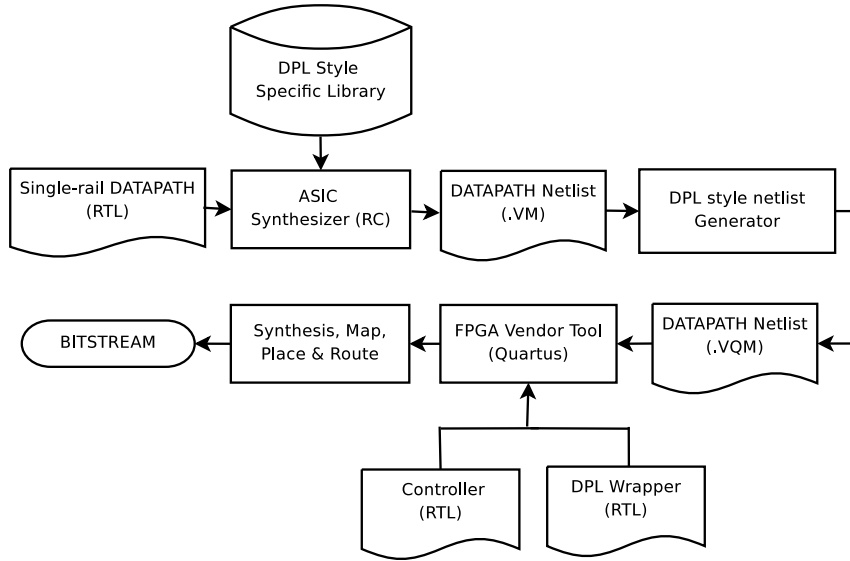 DPL Style
Specific Library
Single-rail DATAPATH
(RTL)
ASIC
Synthesizer (RC)
DATAPATH Netlist
(.VM)
DPL style netlist
Generator
BITSTREAM
Synthesis, Map,
Place & Route
FPGA Vendor Tool
(Quartus)
DATAPATH Netlist
(.VQM)
Controller
(RTL)
DPL Wrapper
(RTL)